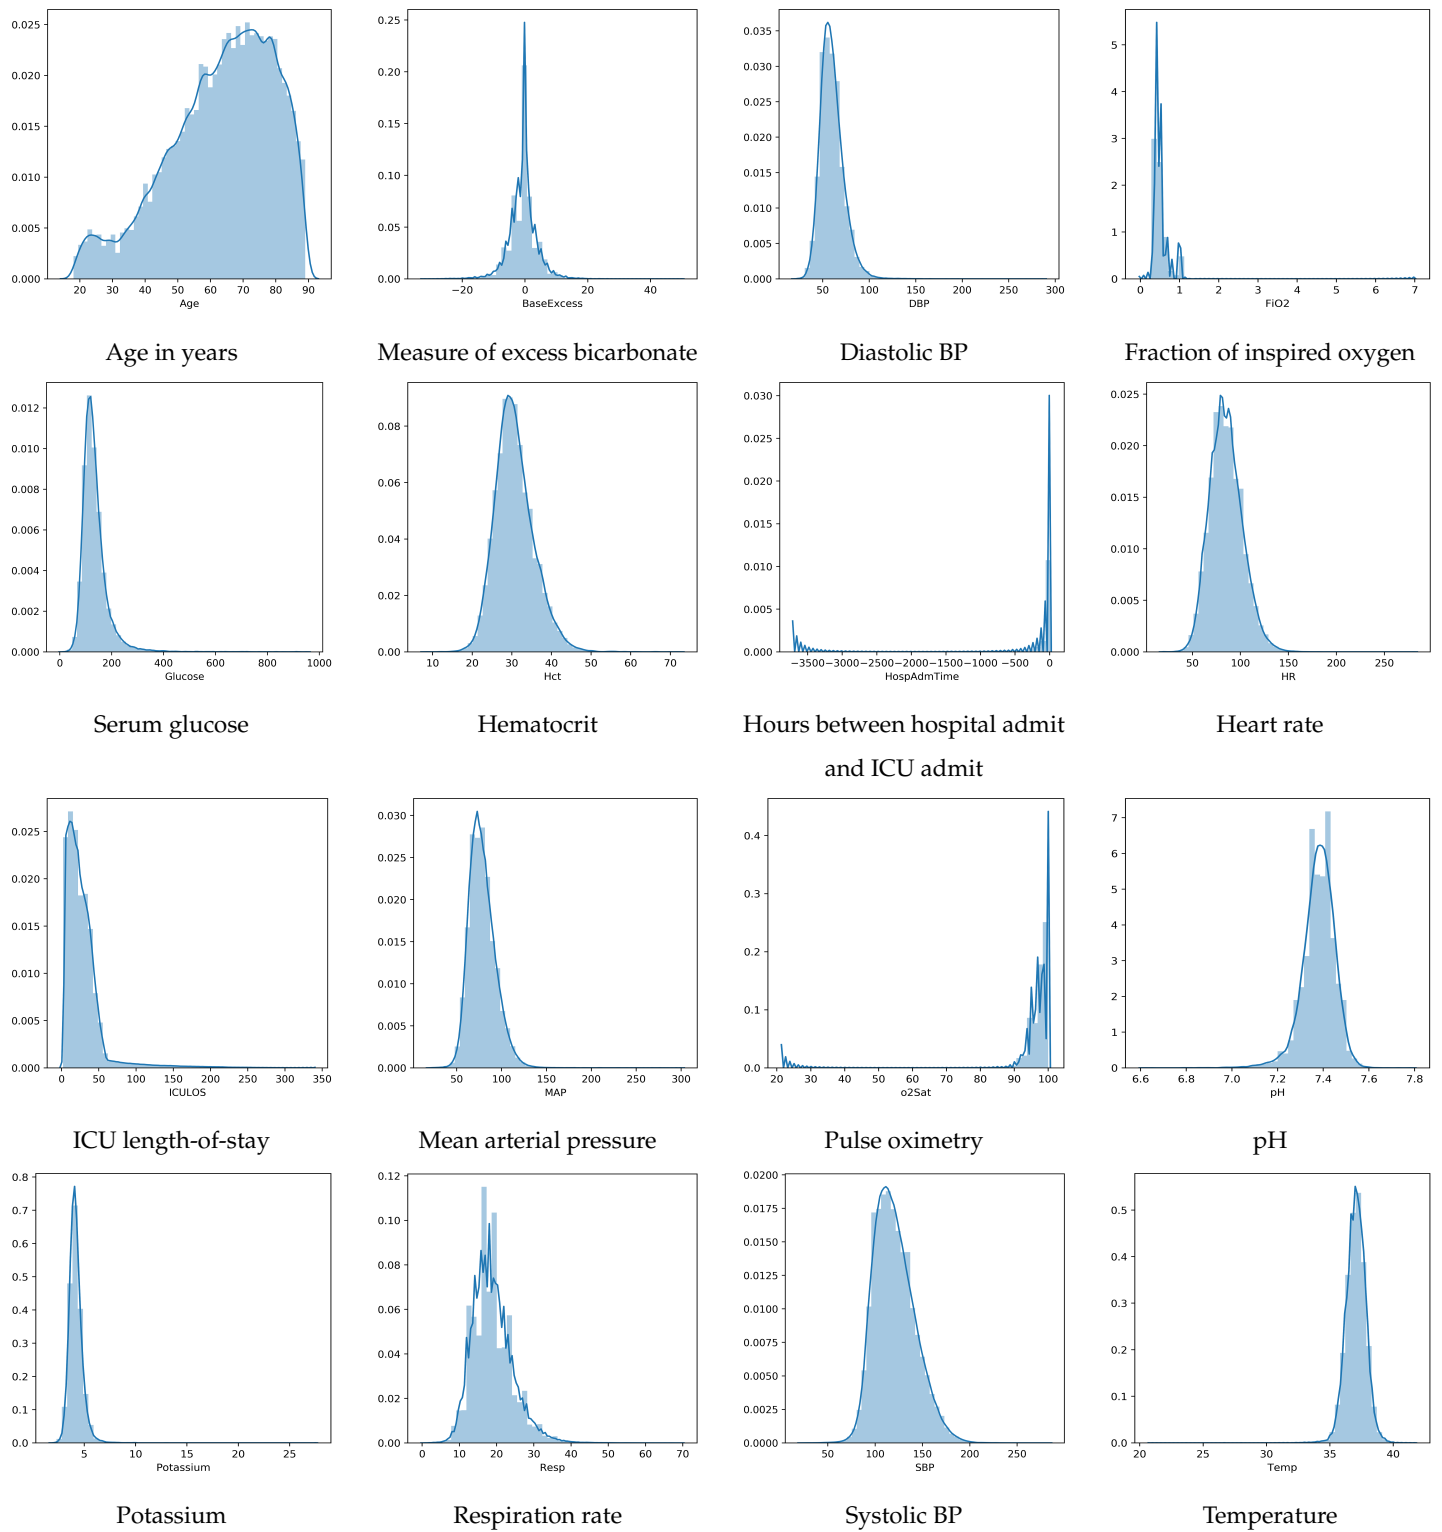 0.025
0.020
0.015
0.010
0.005
0.000
20 30 40 50 60 70 80 90
Age
0.25
0.20
0.15
0.10
0.05
0.00
−20 0 20 40
BaseExcess
0.035
0.030
0.025
0.020
0.015
0.010
0.005
0.000
50 100 150 200 250 300
DBP
5
4
3
2
1
0
0 1 2 3 4 5 6 7
FiO2
Age in years
Measure of excess bicarbonate
Diastolic BP
Fraction of inspired oxygen
0.012
0.010
0.008
0.006
0.004
0.002
0.000
0 200 400 600 800 1000
Glucose
0.08
0.06
0.04
0.02
0.00
10 20 30 40 50 60 70
Hct
0.030
0.025
0.020
0.015
0.010
0.005
0.000
−3500 −3000 −2500 −2000 −1500 −1000 −500 0
HospAdmTime
0.025
0.020
0.015
0.010
0.005
0.000
50 100 150 200 250
HR
Serum glucose
Hematocrit
Hours between hospital admit
and ICU admit
Heart rate
0.025
0.020
0.015
0.010
0.005
0.000
0 50 100 150 200 250 300 350
ICULOS
0.030
0.025
0.020
0.015
0.010
0.005
0.000
50 100 150 200 250 300
MAP
0.4
0.3
0.2
0.1
0.0
20 30 40 50 60 70 80 90 100
o2Sat
7
6
5
4
3
2
1
0
6.6 6.8 7.0 7.2 7.4 7.6 7.8
pH
ICU length-of-stay
Mean arterial pressure
Pulse oximetry
pH
0.8
0.7
0.6
0.5
0.4
0.3
0.2
0.1
0.0
5 10 15 20 25
Potassium
0.12
0.10
0.08
0.06
0.04
0.02
0.00
0 10 20 30 40 50 60 70
Resp
0.0200
0.0175
0.0150
0.0125
0.0100
0.0075
0.0050
0.0025
0.0000
50 100 150 200 250
SBP
0.5
0.4
0.3
0.2
0.1
0.0
20 25 30 35 40
Temp
Potassium
Respiration rate
Systolic BP
Temperature